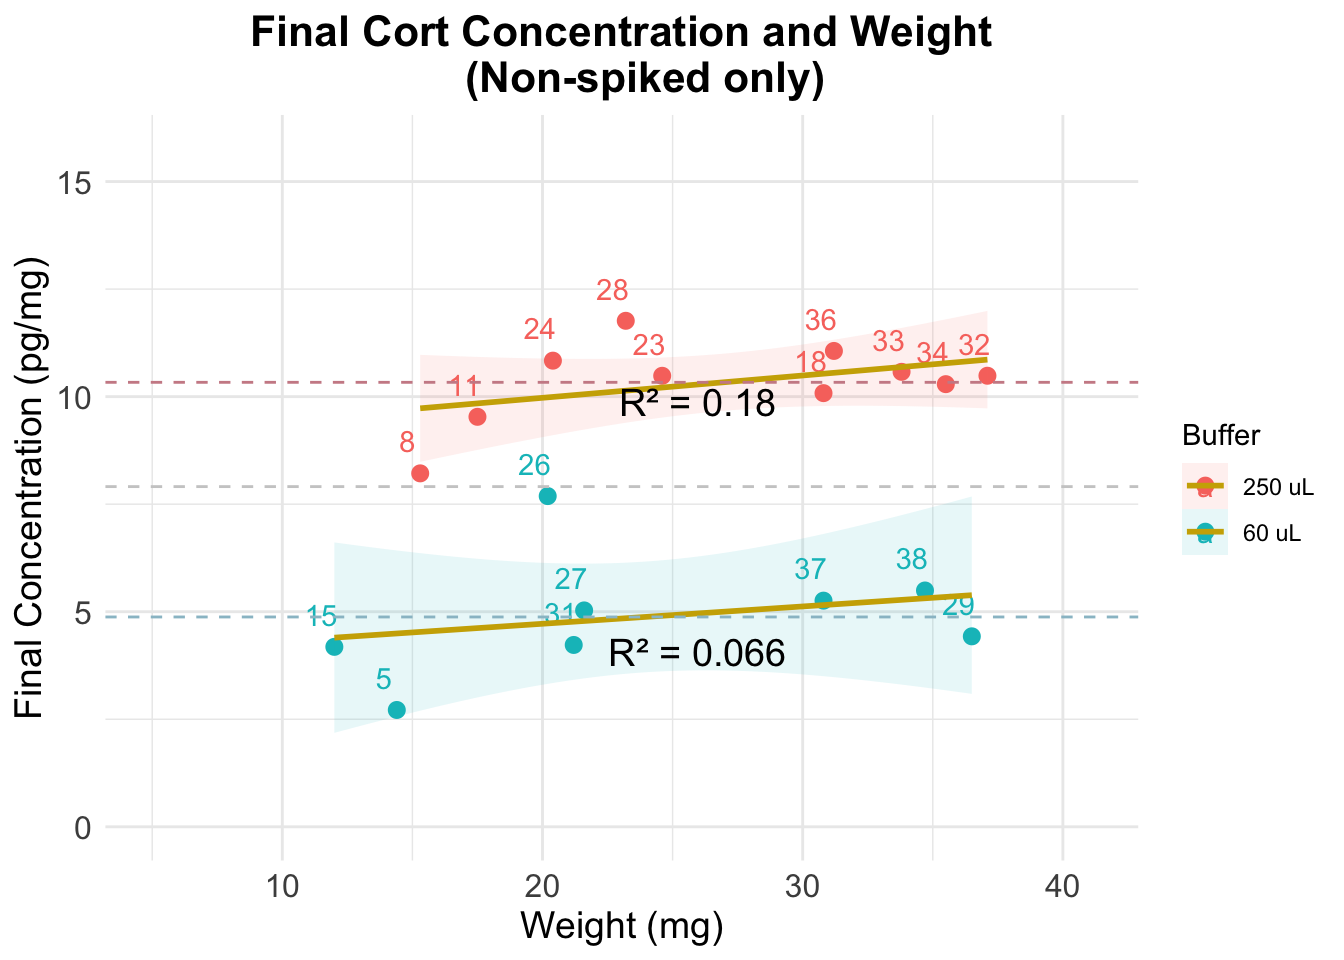 Final Cort Concentration and Weight
(Non-spiked only)
Final Concentration (pg/mg)
15
10
5
0
28
24
36
23
33
34
32
18
11
R² = 0.18
8
26
38
37
27
29
31
15
R² = 0.066
5
10
20
30
40
Weight (mg)
Buffer
a
250 uL
a
60 uL